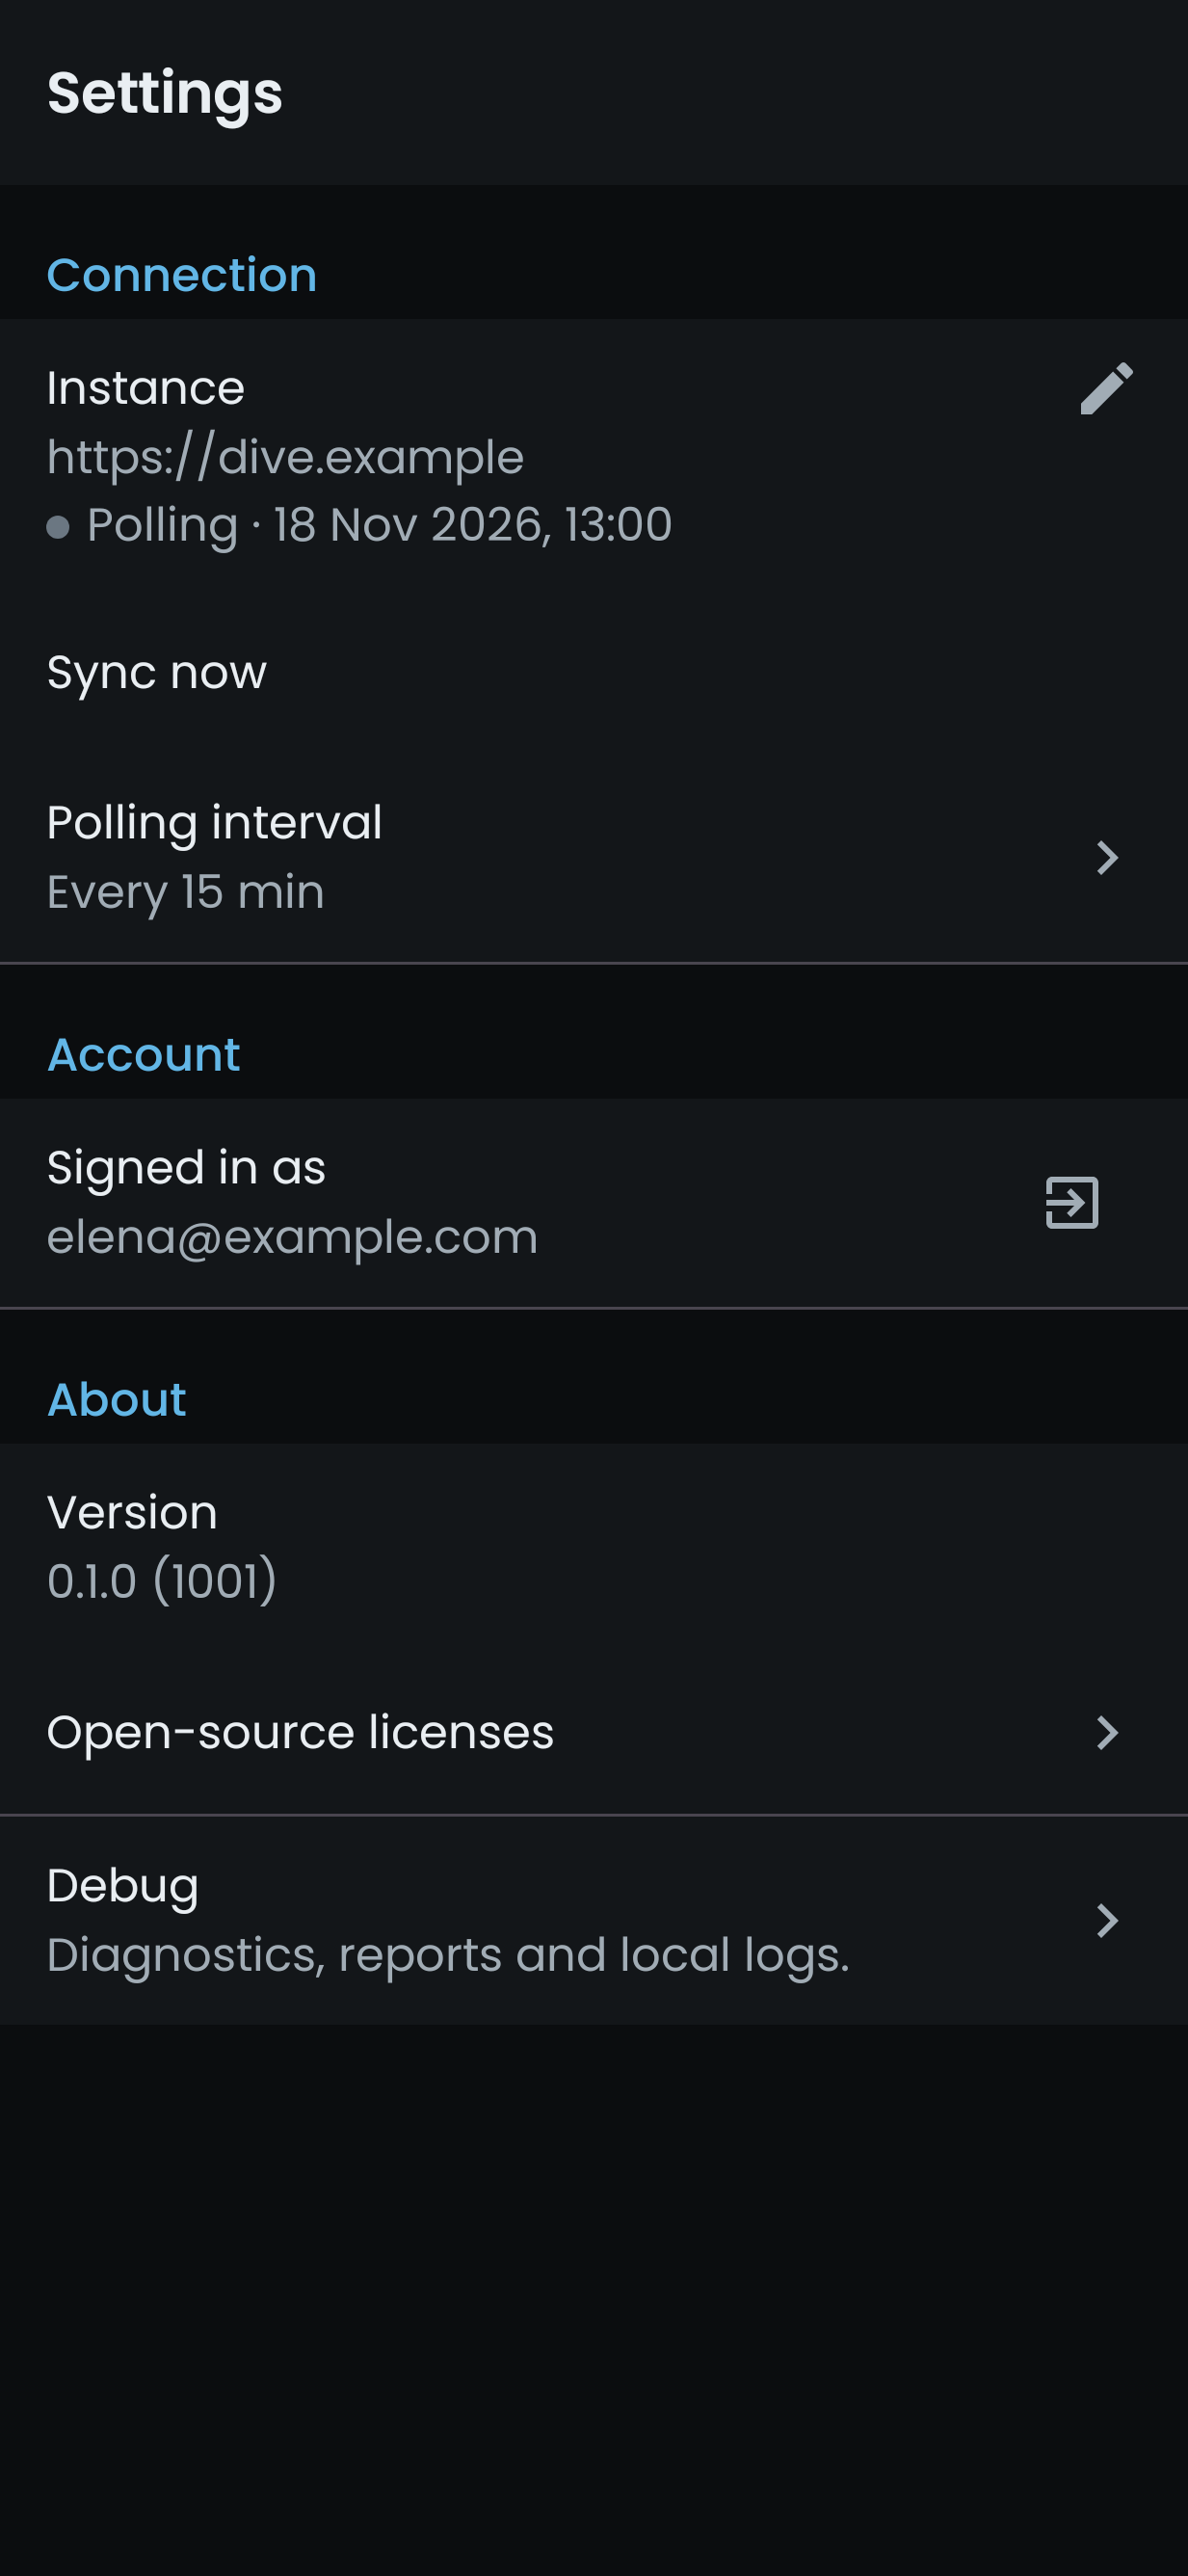 Settings
Connection
Instance
https://dive.example
Polling · 18 Nov 2026, 13:00
Sync now
Polling interval
Every 15 min
Account
Signed in as
elena@example.com
About
Version
0.1.0 (1001)
Open-source licenses
Debug
Diagnostics, reports and local logs.